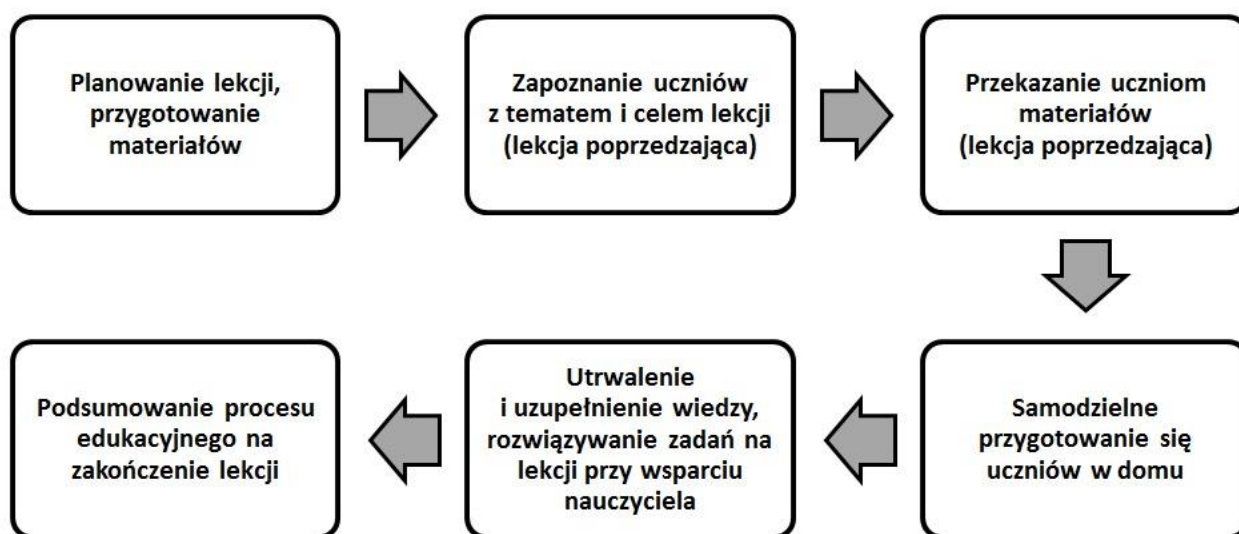 Planowanie lekcji,
przygotowanie
materiałów
Zapoznanie uczniów
z tematem i celem lekcji
(lekcja poprzedzająca)
Przekazanie uczniom
materiałów
(lekcja poprzedzająca)
Samodzielne
przygotowanie się
uczniów w domu
Utrwalenie
i uzupełnienie wiedzy,
rozwiązywanie zadań na
lekcji przy wsparciu
nauczyciela
Podsumowanie procesu
edukacyjnego na
zakończenie lekcji